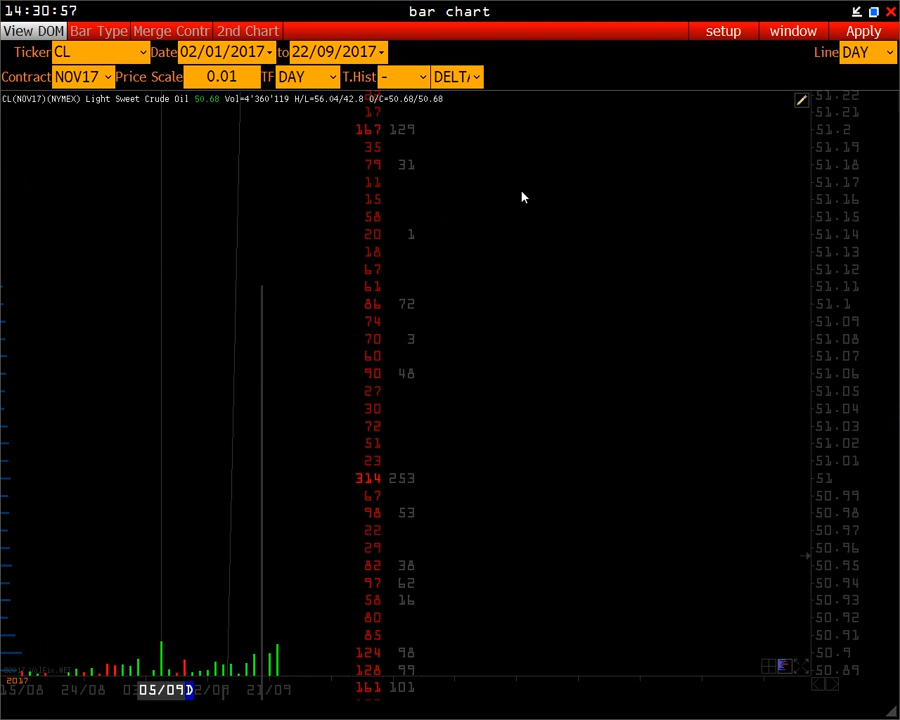 14:30:57 bar chart
View DOM Bar Type Merge Contr 2nd Chart setup window Apply
Ticker CL Date 02/01/2017 to 22/09/2017 Line DAY
Contract NOV17 Price Scale 0.01 TF DAY T.Hist - DELT
CL(NOV17)(NYMEX) Light Sweet Crude Oil 50.68 Vol=4'360'119 H/L=56.04/42.8 O/C=50.68/50.68
51.22
17 51.21
167 129 51.2
35 51.19
79 31 51.18
11 51.17
15 51.16
58 51.15
20 1 51.14
18 51.13
67 51.12
61 51.11
86 72 51.1
74 51.09
70 3 51.08
60 51.07
90 48 51.06
27 51.05
30 51.04
72 51.03
51 51.02
23 51.01
314 253 51
67 50.99
98 53 50.98
22 50.97
29 50.96
82 38 50.95
97 62 50.94
58 16 50.93
80 50.92
85 50.91
124 98 50.9
128 99 50.89
2017
161 101
15/08 24/08 05/09D 2/09 21/09